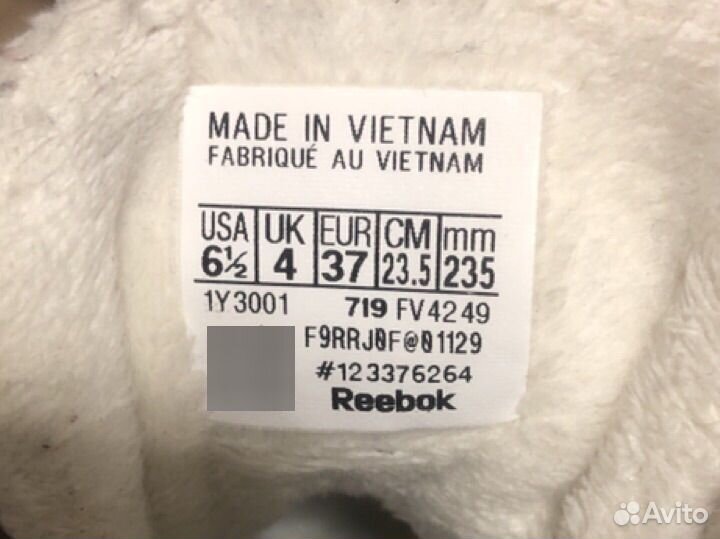 MADE IN VIETNAM
FABRIQUÉ AU VIETNAM
USA UK EUR CM mm
6½ 4 37 23.5 235
1Y3001 719 FV4249
F9RRJ0F@01129
#123376264
Reebok
Avito